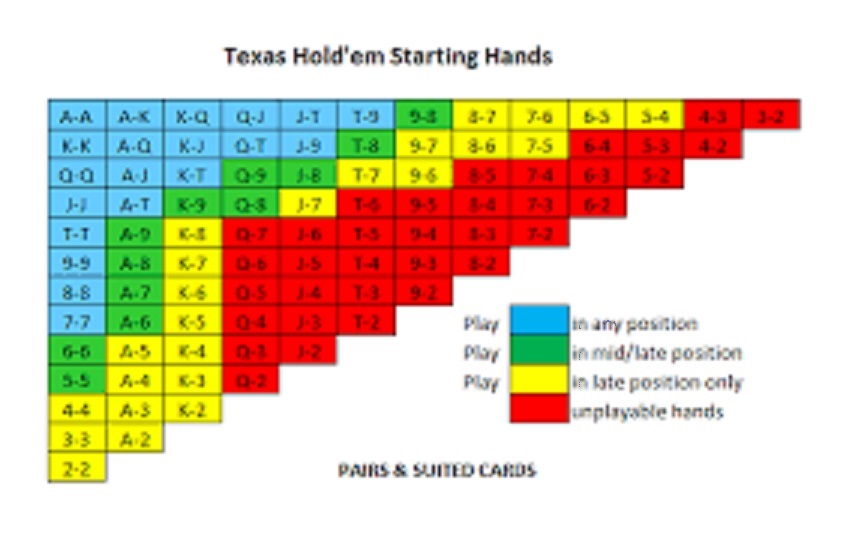 Texas Hold'em Starting Hands
A-A A-K K-Q Q-J J-T T-9 9-8 8-7 7-6 6-5 5-4 4-3 3-2
K-K A-Q K-J Q-T J-9 T-8 9-7 8-6 7-5 6-4 5-3 4-2
Q-Q A-J K-T Q-9 J-8 T-7 9-6 8-5 7-4 6-3 5-2
J-J A-T K-9 Q-8 J-7 T-6 9-5 8-4 7-3 6-2
T-T A-9 K-8 Q-7 J-6 T-5 9-4 8-3 7-2
9-9 A-8 K-7 Q-6 J-5 T-4 9-3 8-2
8-8 A-7 K-6 Q-5 J-4 T-3 9-2
7-7 A-6 K-5 Q-4 J-3 T-2
6-6 A-5 K-4 Q-3 J-2
5-5 A-4 K-3 Q-2
4-4 A-3 K-2
3-3 A-2
2-2
Play in any position
Play in mid/late position
Play in late position only
unplayable hands
PAIRS & SUITED CARDS